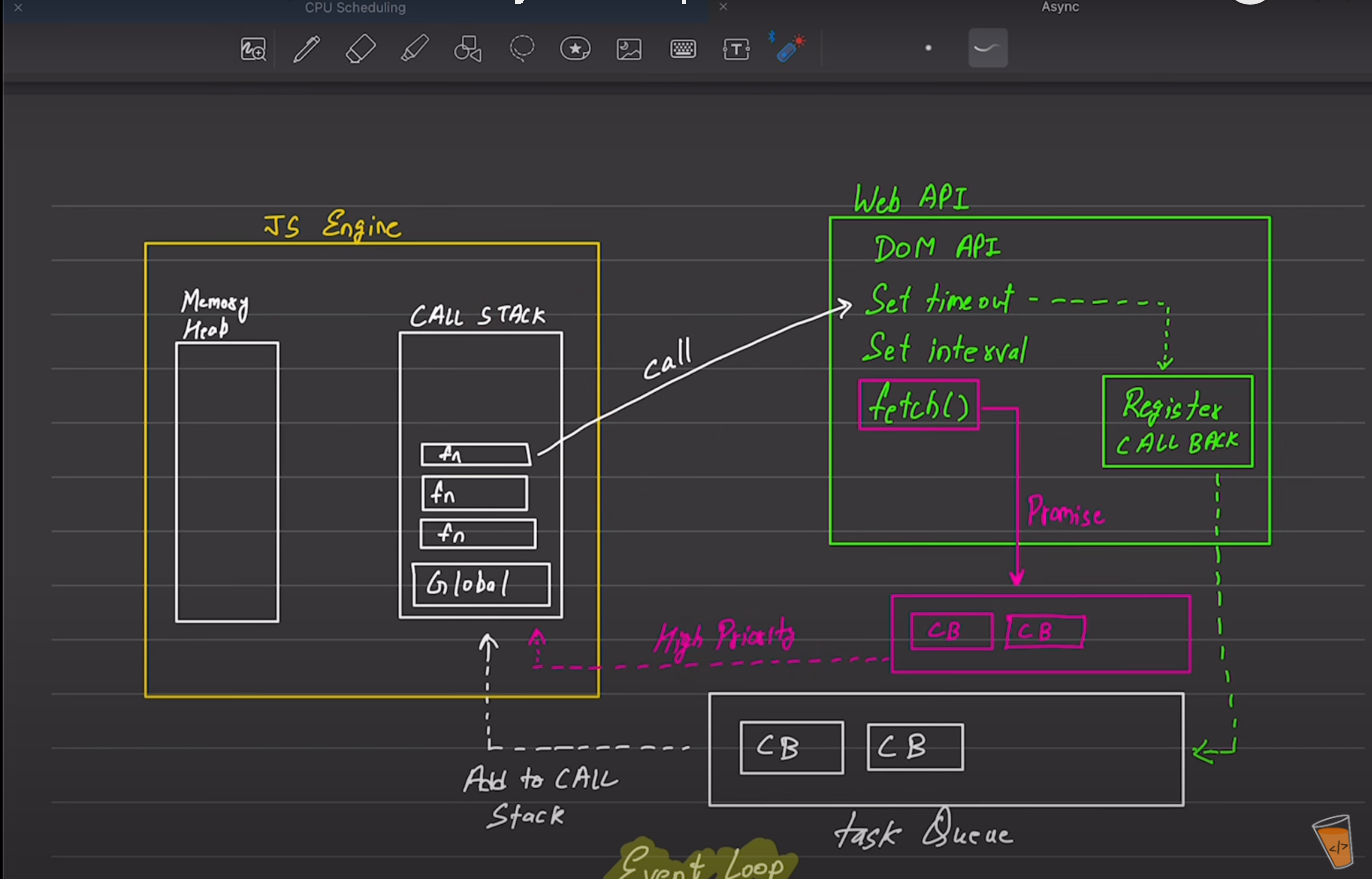 CPU Scheduling
Async
Web API
JS Engine
DOM API
Memory
Heab
CALL STACK
Set timeout
call
Set interval
fetch()
Register
CALL BACK
fn
fn
fn
Promise
Global
High Priority
CB
CB
CB
CB
Add to CALL
Stack
task Queue
</>
Event Loop